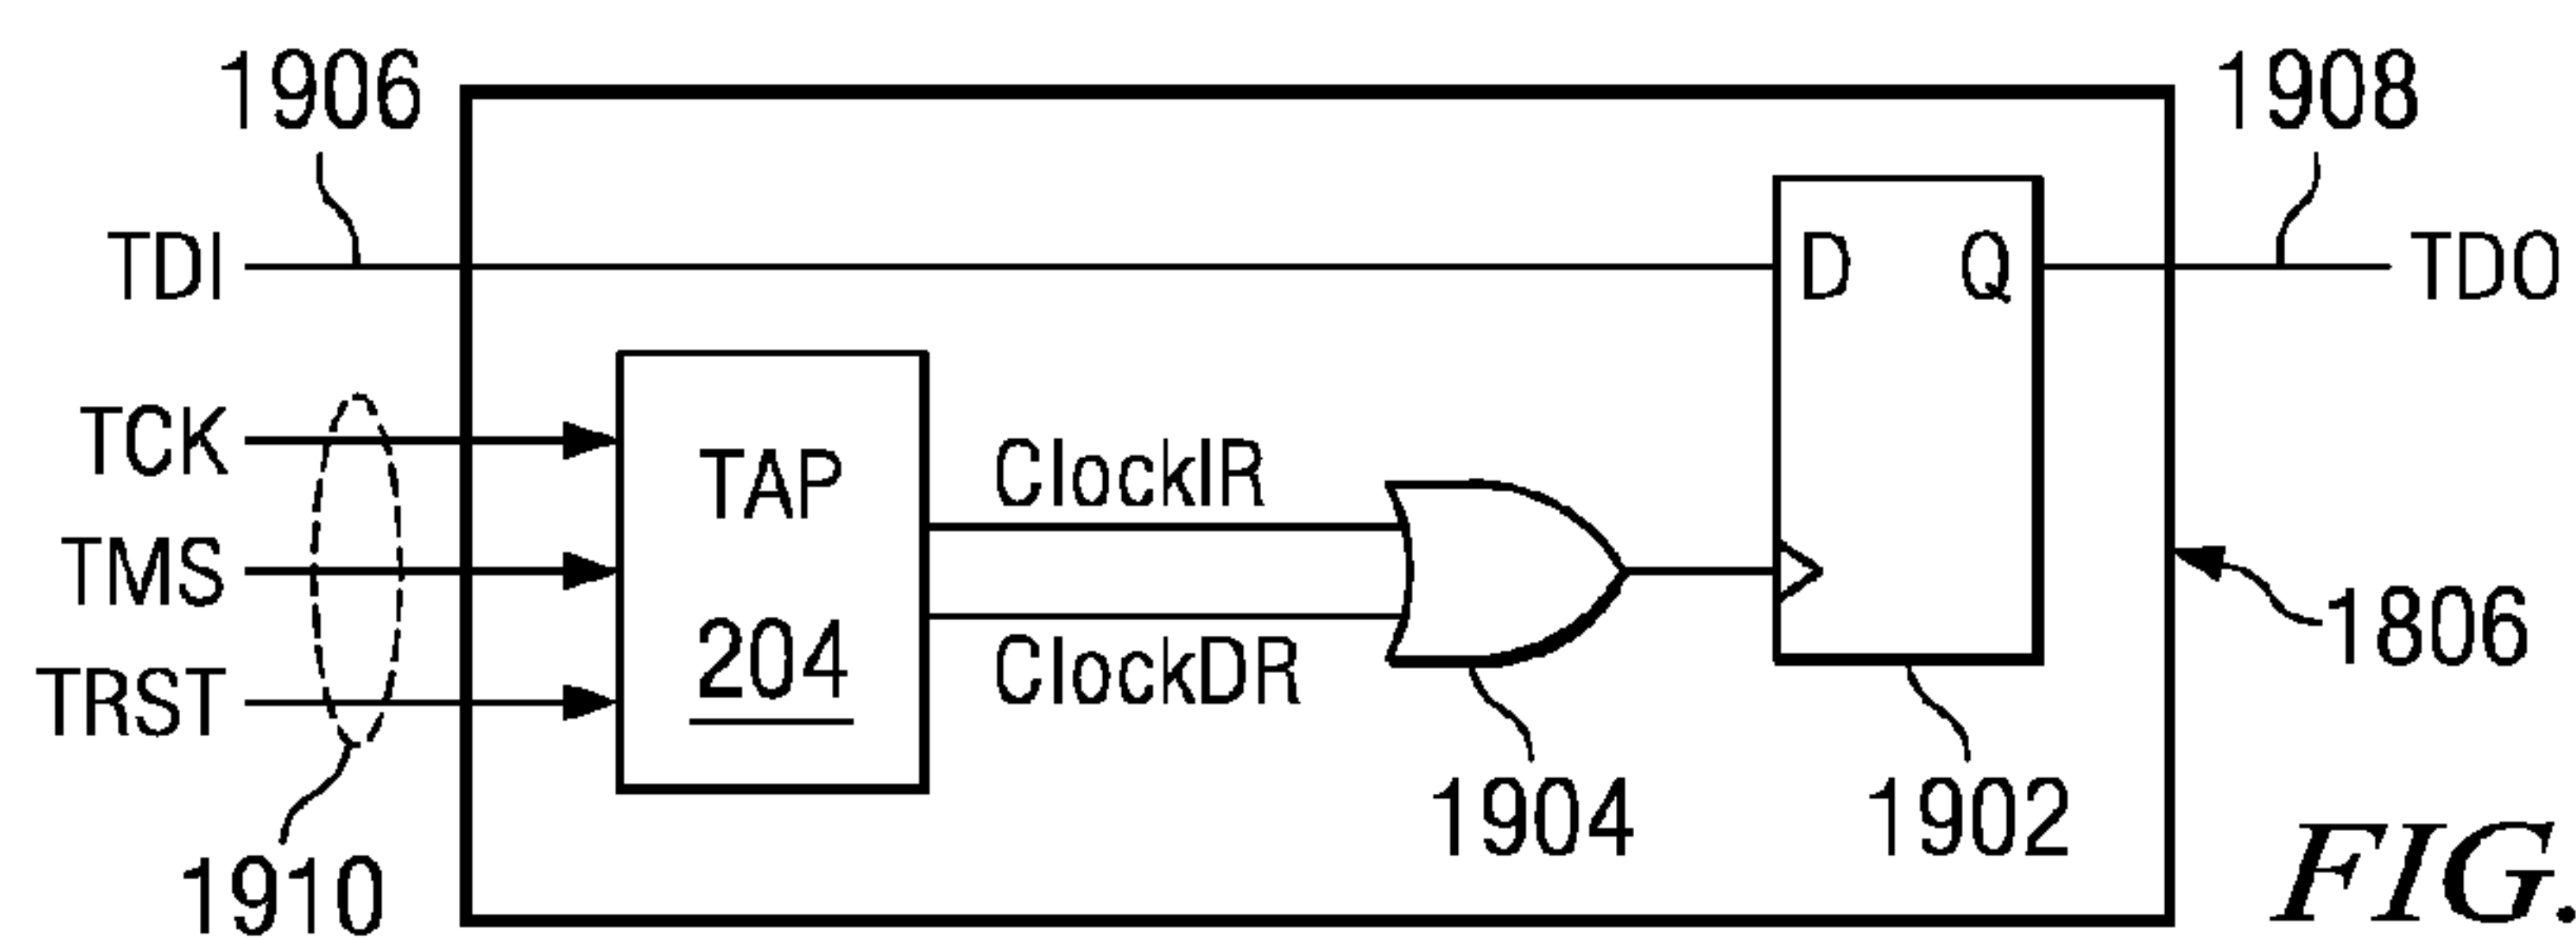 1906
1908
TDI
D Q
TDO
TCK
TAP
ClockIR
TMS
204
ClockDR
1806
TRST
1904
1902
1910
FIG.